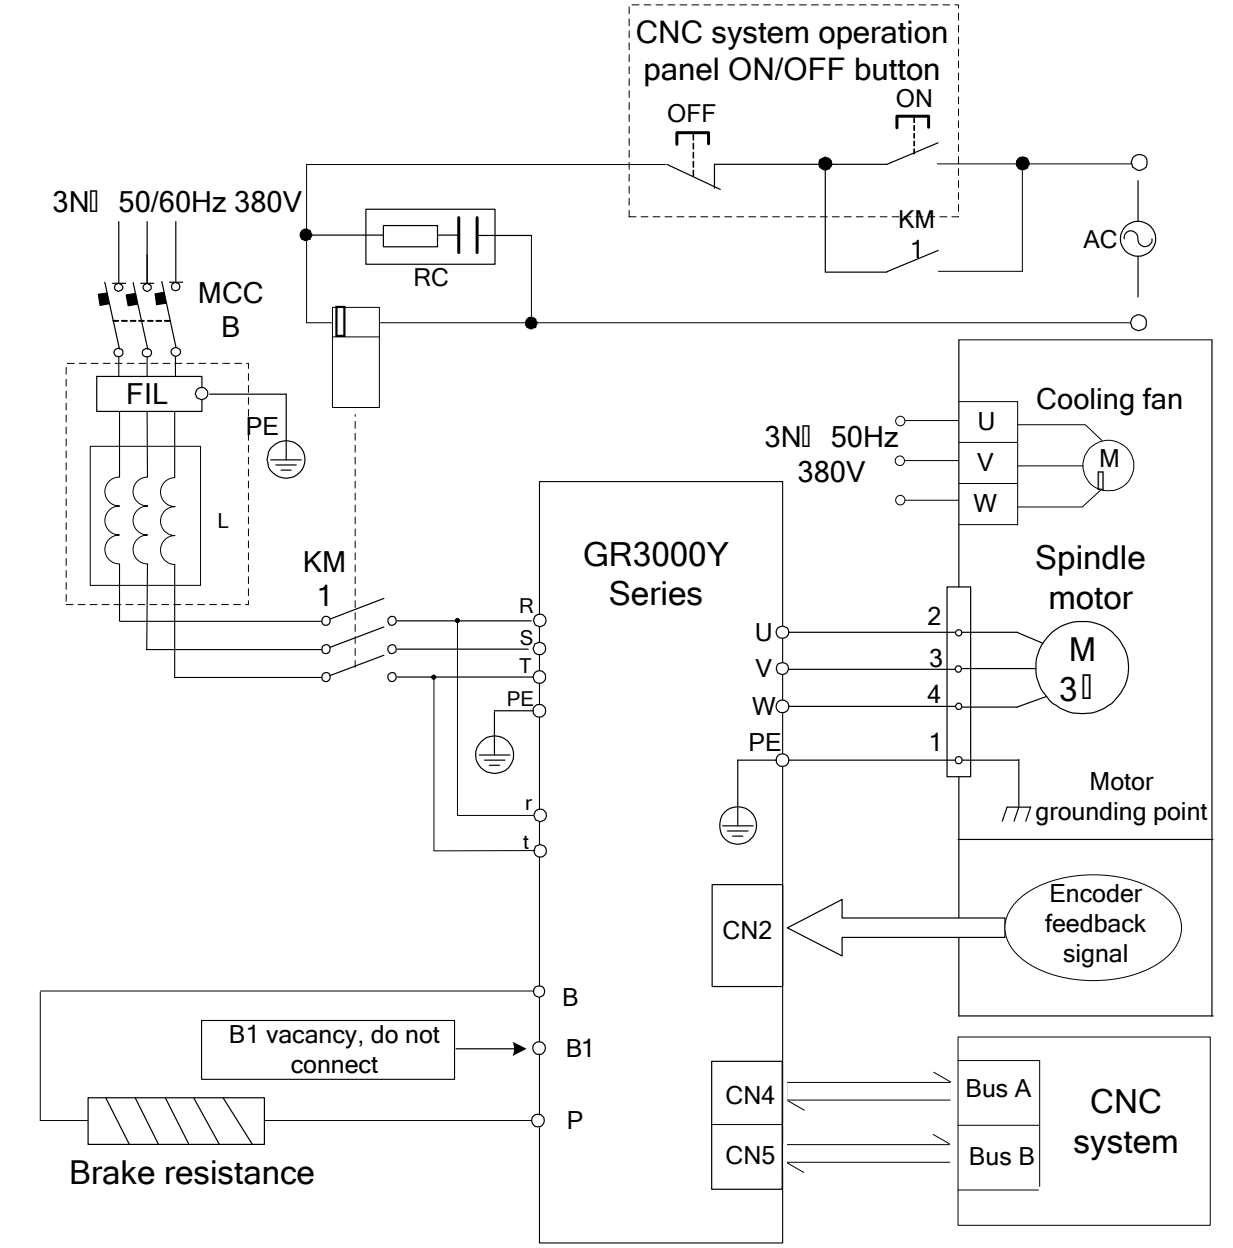 CNC system operation
panel ON/OFF button
OFF
ON
3N▯ 50/60Hz 380V
KM
1
AC
RC
MCC
B
FIL
PE
L
Cooling fan
3N▯ 50Hz
380V
U
V
W
M
▯
GR3000Y
Series
Spindle
motor
KM
1
R
S
T
PE
U
V
W
PE
2
3
4
1
M
3▯
Motor
grounding point
r
t
CN2
Encoder
feedback
signal
B
B1 vacancy, do not
connect
B1
P
Brake resistance
CN4
CN5
Bus A
Bus B
CNC
system